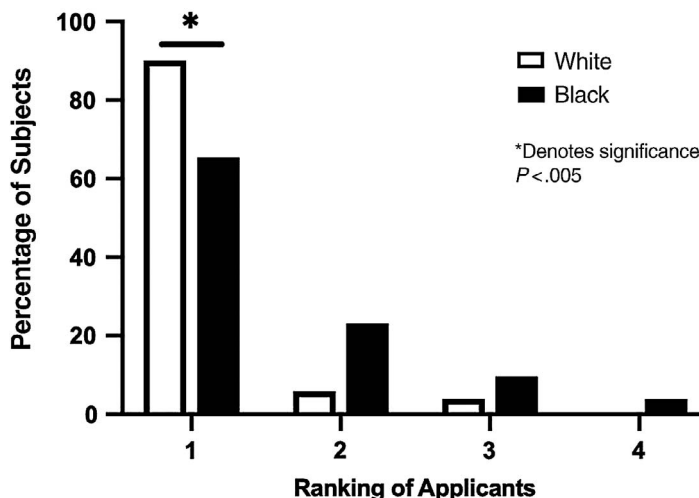 100
80
60
40
20
0
Percentage of Subjects
*
White
Black
*Denotes significance
P<.005
1 2 3 4
Ranking of Applicants